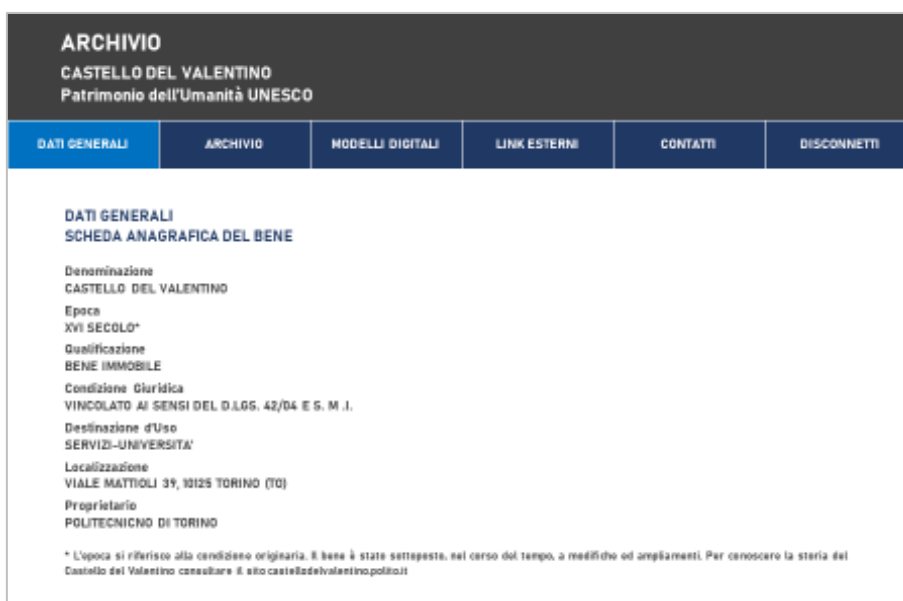 ARCHIVIO
CASTELLO DEL VALENTINO
Patrimonio dell'Umanità UNESCO
DATI GENERALI ARCHIVIO MODELLI DIGITALI LINK ESTERNI CONTATTI DISCONNETTI
DATI GENERALI
SCHEDA ANAGRAFICA DEL BENE
Denominazione
CASTELLO DEL VALENTINO
Epoca
XVI SECOLO*
Qualificazione
BENE IMMOBILE
Condizione Giuridica
VINCOLATO AI SENSI DEL D.LGS. 42/04 E S. M .I.
Destinazione d'Uso
SERVIZI-UNIVERSITA'
Localizzazione
VIALE MATTIOLI 39, 10125 TORINO (TO)
Proprietario
POLITECNICNO DI TORINO
* L'epoca si riferisce alla condizione originaria. Il bene è stato sottoposto, nel corso del tempo, a modifiche ed ampliamenti. Per conoscere la storia del
Castello del Valentino consultare il sito castellodelvalentino.polito.it